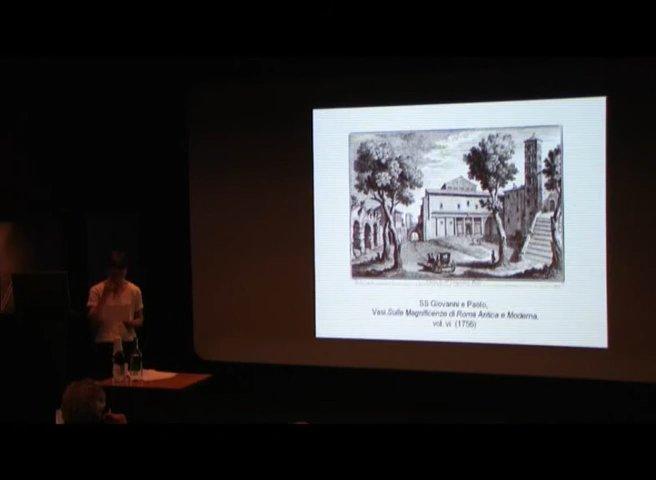 SS Giovanni e Paolo,
Vasi Sulle Magnificenze di Roma Antica e Moderna,
vol. vi (1756)